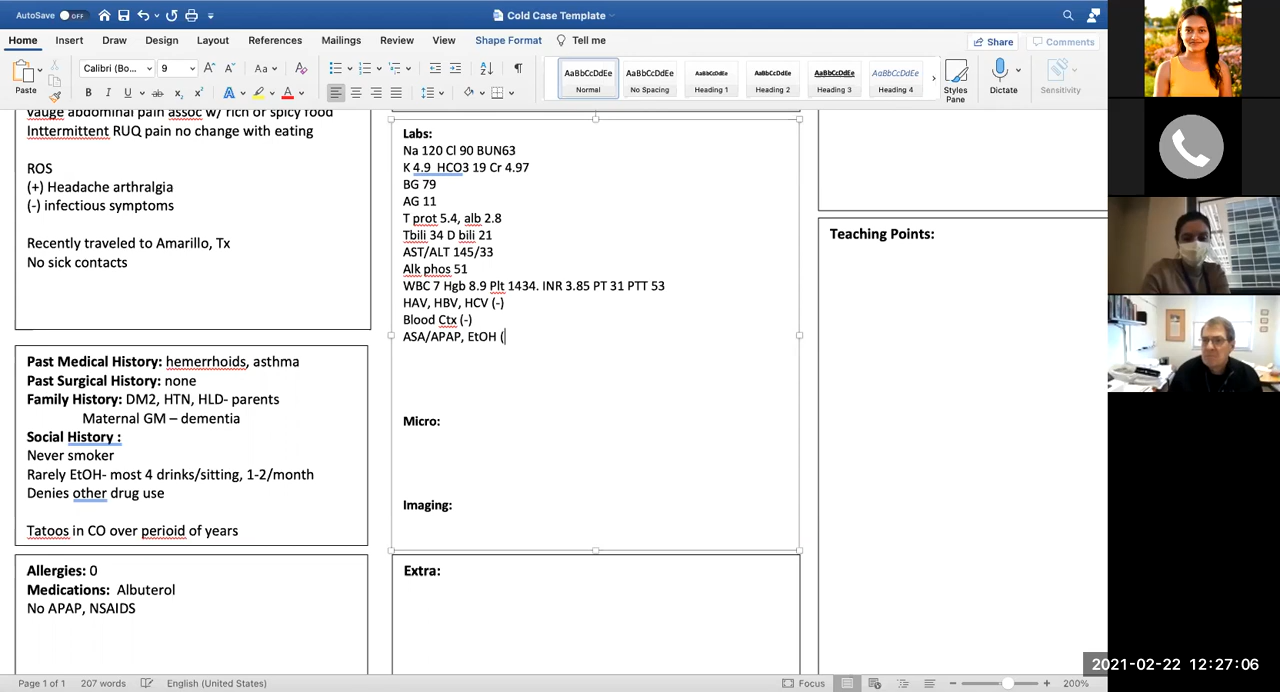 AutoSave OFF
Cold Case Template
Home Insert Draw Design Layout References Mailings Review View Shape Format Tell me
Share Comments
Paste
Calibri (Bo... 9
AaBbCcDdEe AaBbCcDdEe AaBbCcDdEe AaBbCcDdEe AaBbCcDdEe AaBbCcDdEe
Normal No Spacing Heading 1 Heading 2 Heading 3 Heading 4
Styles Pane
Dictate
Sensitivity
vauge abdominal pain assoc w/ rich or spicy food
Inttermittent RUQ pain no change with eating
ROS
(+) Headache arthralgia
(-) infectious symptoms
Recently traveled to Amarillo, Tx
No sick contacts
Past Medical History: hemerrhoids, asthma
Past Surgical History: none
Family History: DM2, HTN, HLD- parents
Maternal GM – dementia
Social History :
Never smoker
Rarely EtOH- most 4 drinks/sitting, 1-2/month
Denies other drug use
Tatoos in CO over perioid of years
Allergies: 0
Medications: Albuterol
No APAP, NSAIDS
Labs:
Na 120 Cl 90 BUN63
K 4.9 HCO3 19 Cr 4.97
BG 79
AG 11
T prot 5.4, alb 2.8
Tbili 34 D bili 21
AST/ALT 145/33
Alk phos 51
WBC 7 Hgb 8.9 Plt 1434. INR 3.85 PT 31 PTT 53
HAV, HBV, HCV (-)
Blood Ctx (-)
ASA/APAP, EtOH (
Micro:
Imaging:
Extra:
Teaching Points:
2021-02-22 12:27:06
Page 1 of 1 207 words English (United States) Focus 200%